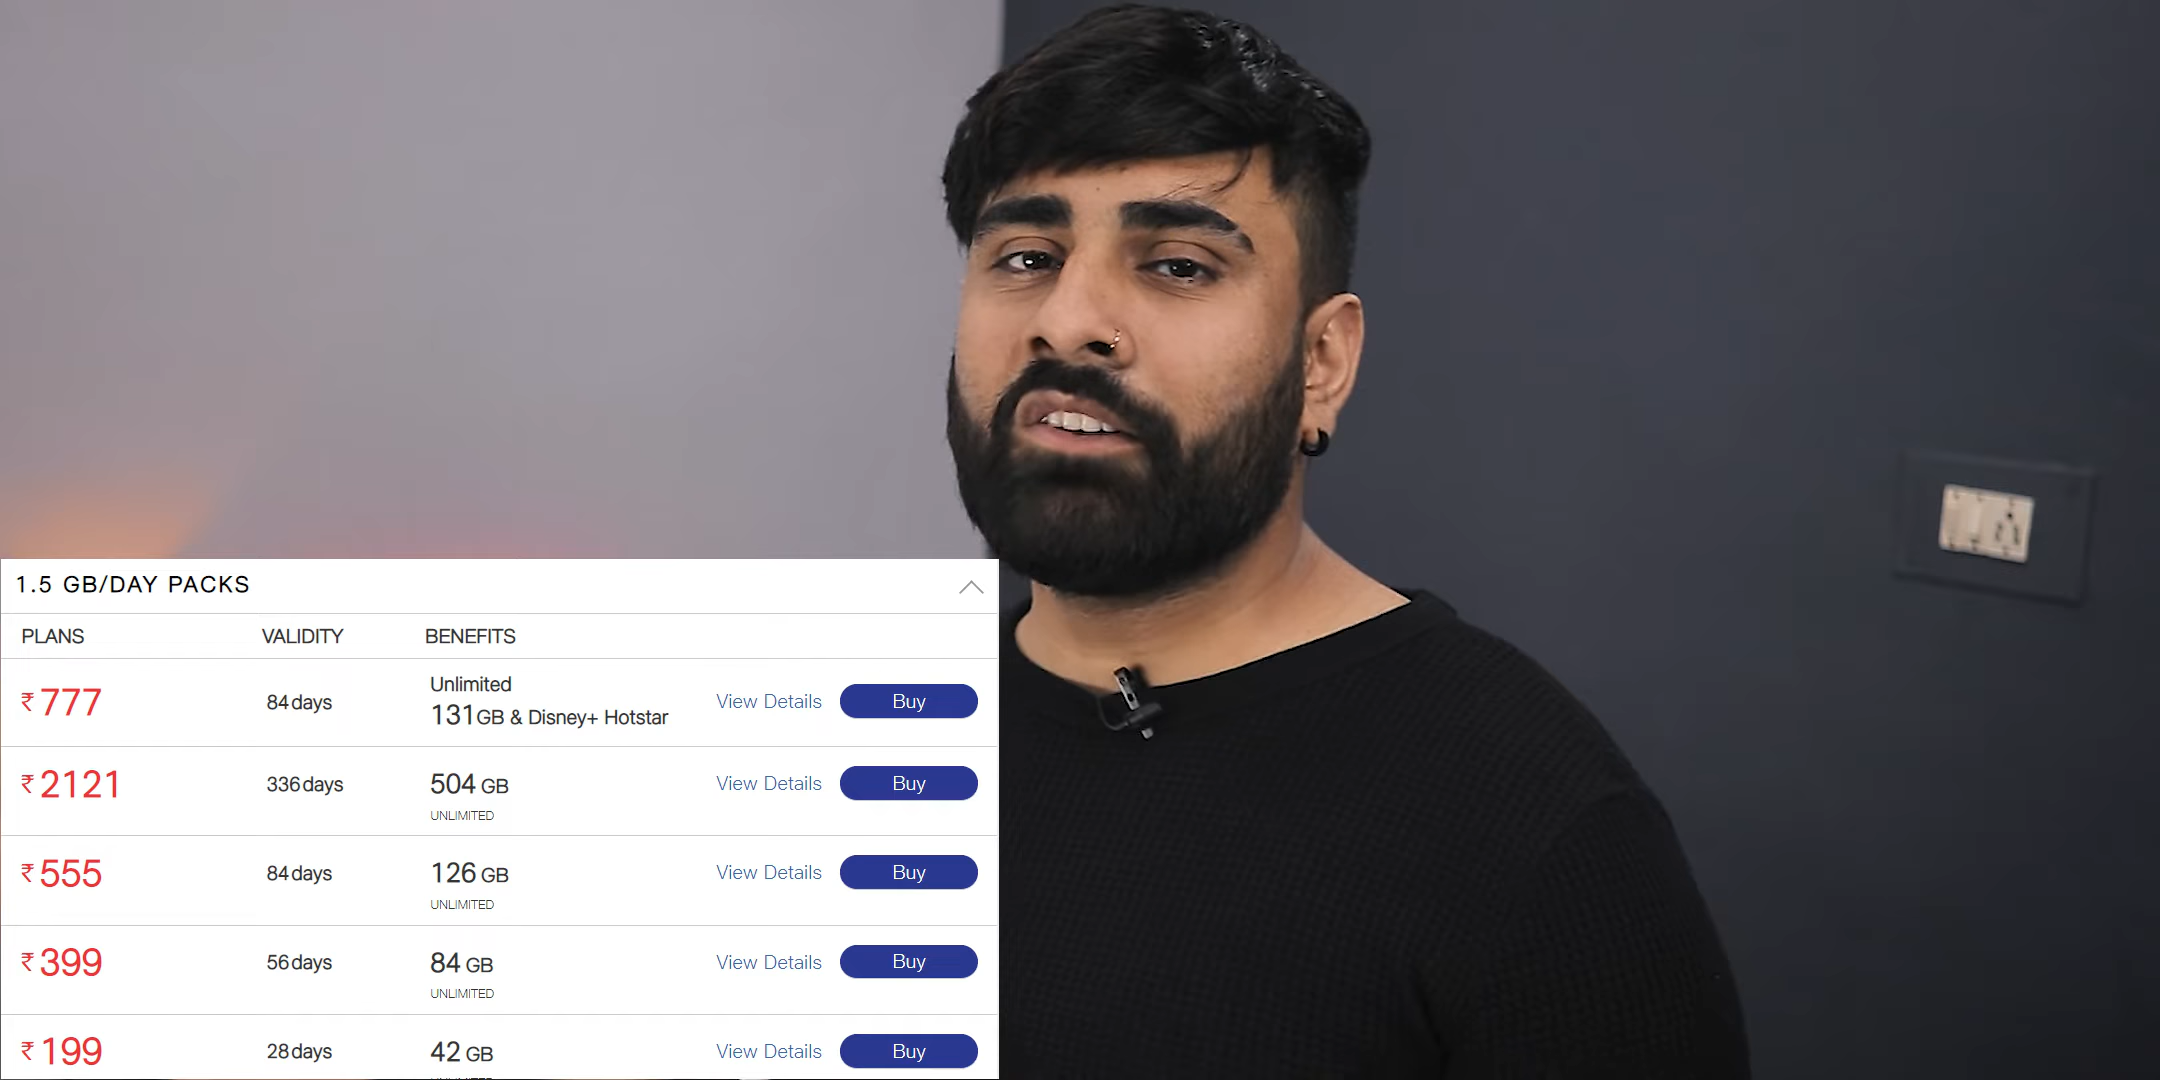 1.5 GB/DAY PACKS
PLANS VALIDITY BENEFITS
₹ 777 84 days Unlimited 131GB & Disney+ Hotstar View Details Buy
₹ 2121 336 days 504 GB UNLIMITED View Details Buy
₹ 555 84 days 126 GB UNLIMITED View Details Buy
₹ 399 56 days 84 GB UNLIMITED View Details Buy
₹ 199 28 days 42 GB View Details Buy